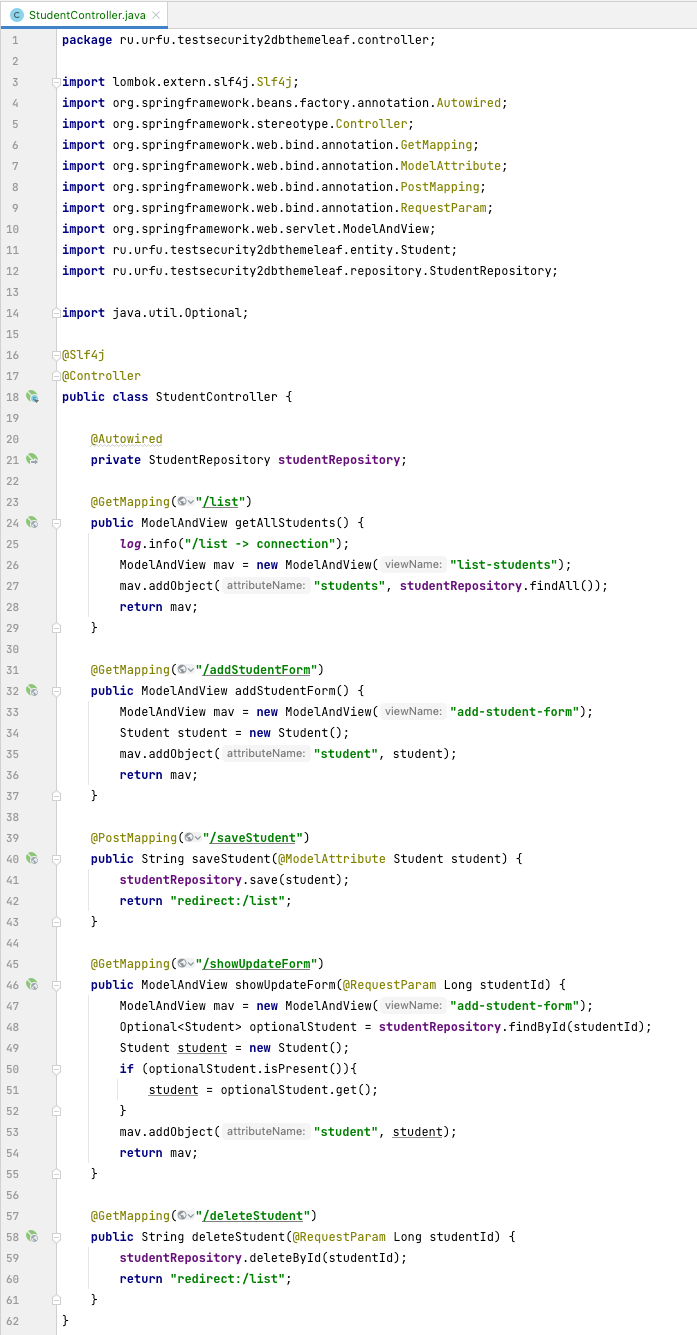 StudentController.java
1 package ru.urfu.testsecurity2dbthemeleaf.controller;
2
3 import lombok.extern.slf4j.Slf4j;
4 import org.springframework.beans.factory.annotation.Autowired;
5 import org.springframework.stereotype.Controller;
6 import org.springframework.web.bind.annotation.GetMapping;
7 import org.springframework.web.bind.annotation.ModelAttribute;
8 import org.springframework.web.bind.annotation.PostMapping;
9 import org.springframework.web.bind.annotation.RequestParam;
10 import org.springframework.web.servlet.ModelAndView;
11 import ru.urfu.testsecurity2dbthemeleaf.entity.Student;
12 import ru.urfu.testsecurity2dbthemeleaf.repository.StudentRepository;
13
14 import java.util.Optional;
15
16 @Slf4j
17 @Controller
18 public class StudentController {
19
20     @Autowired
21     private StudentRepository studentRepository;
22
23     @GetMapping("/list")
24     public ModelAndView getAllStudents() {
25         log.info("/list -> connection");
26         ModelAndView mav = new ModelAndView( viewName: "list-students");
27         mav.addObject( attributeName: "students", studentRepository.findAll());
28         return mav;
29     }
30
31     @GetMapping("/addStudentForm")
32     public ModelAndView addStudentForm() {
33         ModelAndView mav = new ModelAndView( viewName: "add-student-form");
34         Student student = new Student();
35         mav.addObject( attributeName: "student", student);
36         return mav;
37     }
38
39     @PostMapping("/saveStudent")
40     public String saveStudent(@ModelAttribute Student student) {
41         studentRepository.save(student);
42         return "redirect:/list";
43     }
44
45     @GetMapping("/showUpdateForm")
46     public ModelAndView showUpdateForm(@RequestParam Long studentId) {
47         ModelAndView mav = new ModelAndView( viewName: "add-student-form");
48         Optional<Student> optionalStudent = studentRepository.findById(studentId);
49         Student student = new Student();
50         if (optionalStudent.isPresent()){
51             student = optionalStudent.get();
52         }
53         mav.addObject( attributeName: "student", student);
54         return mav;
55     }
56
57     @GetMapping("/deleteStudent")
58     public String deleteStudent(@RequestParam Long studentId) {
59         studentRepository.deleteById(studentId);
60         return "redirect:/list";
61     }
62 }